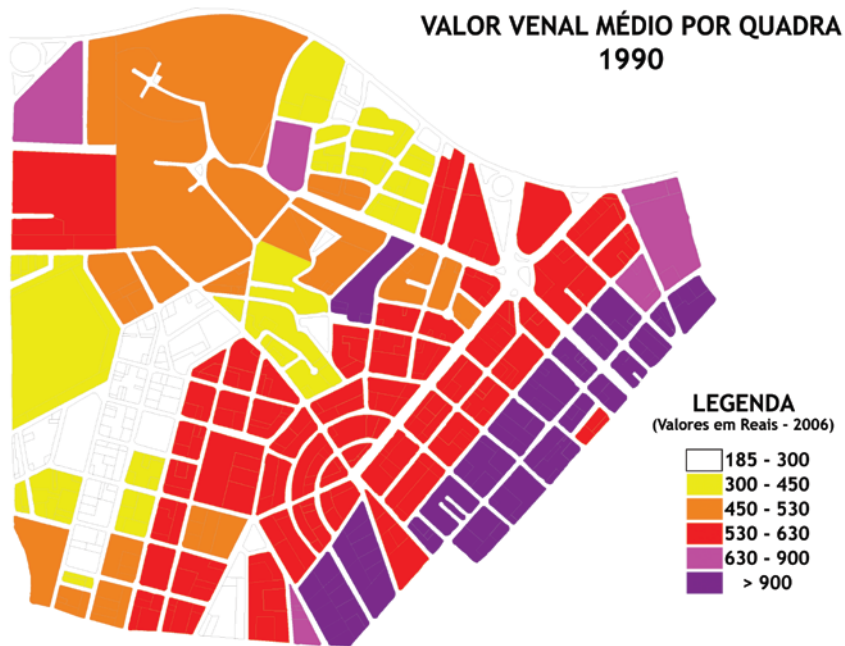 VALOR VENAL MÉDIO POR QUADRA
1990
LEGENDA
(Valores em Reais - 2006)
185 - 300
300 - 450
450 - 530
530 - 630
630 - 900
> 900